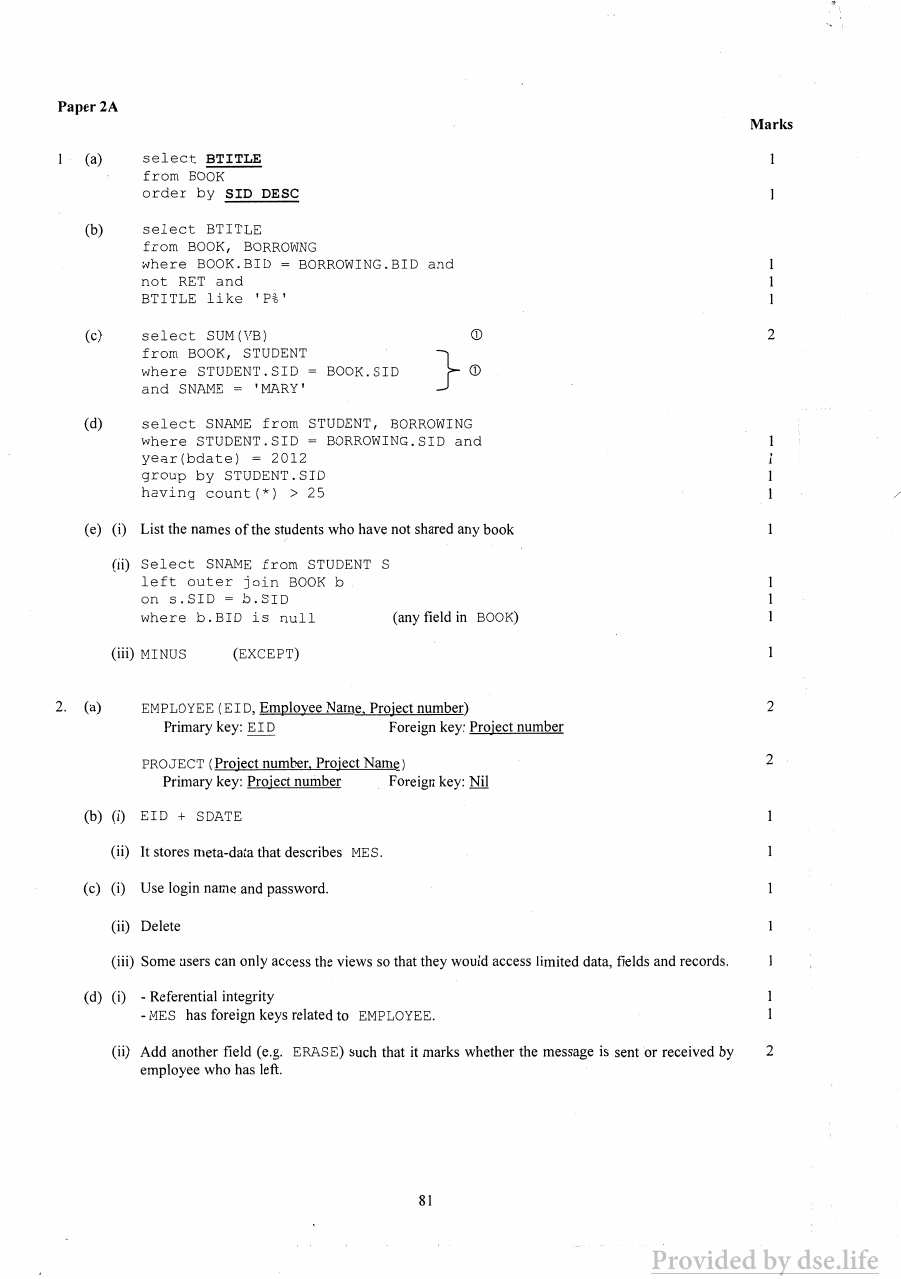 Paper 2A
Marks
1 (a) select BTITLE 1
from BOOK
order by SID DESC 1
(b) select BTITLE
from BOOK, BORROWNG
where BOOK.BID = BORROWING.BID and 1
not RET and 1
BTITLE like 'P%' 1
(c) select SUM(VB) ① 2
from BOOK, STUDENT
where STUDENT.SID = BOOK.SID ①
and SNAME = 'MARY'
(d) select SNAME from STUDENT, BORROWING
where STUDENT.SID = BORROWING.SID and 1
year(bdate) = 2012 1
group by STUDENT.SID 1
having count(*) > 25 1
(e) (i) List the names of the students who have not shared any book 1
(ii) Select SNAME from STUDENT S
left outer join BOOK b 1
on s.SID = b.SID 1
where b.BID is null (any field in BOOK) 1
(iii) MINUS (EXCEPT) 1
2. (a) EMPLOYEE(EID, Employee Name, Project number) 2
Primary key: EID Foreign key: Project number
PROJECT(Project number, Project Name) 2
Primary key: Project number Foreign key: Nil
(b) (i) EID + SDATE 1
(ii) It stores meta-data that describes MES. 1
(c) (i) Use login name and password. 1
(ii) Delete 1
(iii) Some users can only access the views so that they would access limited data, fields and records. 1
(d) (i) - Referential integrity 1
- MES has foreign keys related to EMPLOYEE. 1
(ii) Add another field (e.g. ERASE) such that it marks whether the message is sent or received by 2
employee who has left.
81
Provided by dse.life